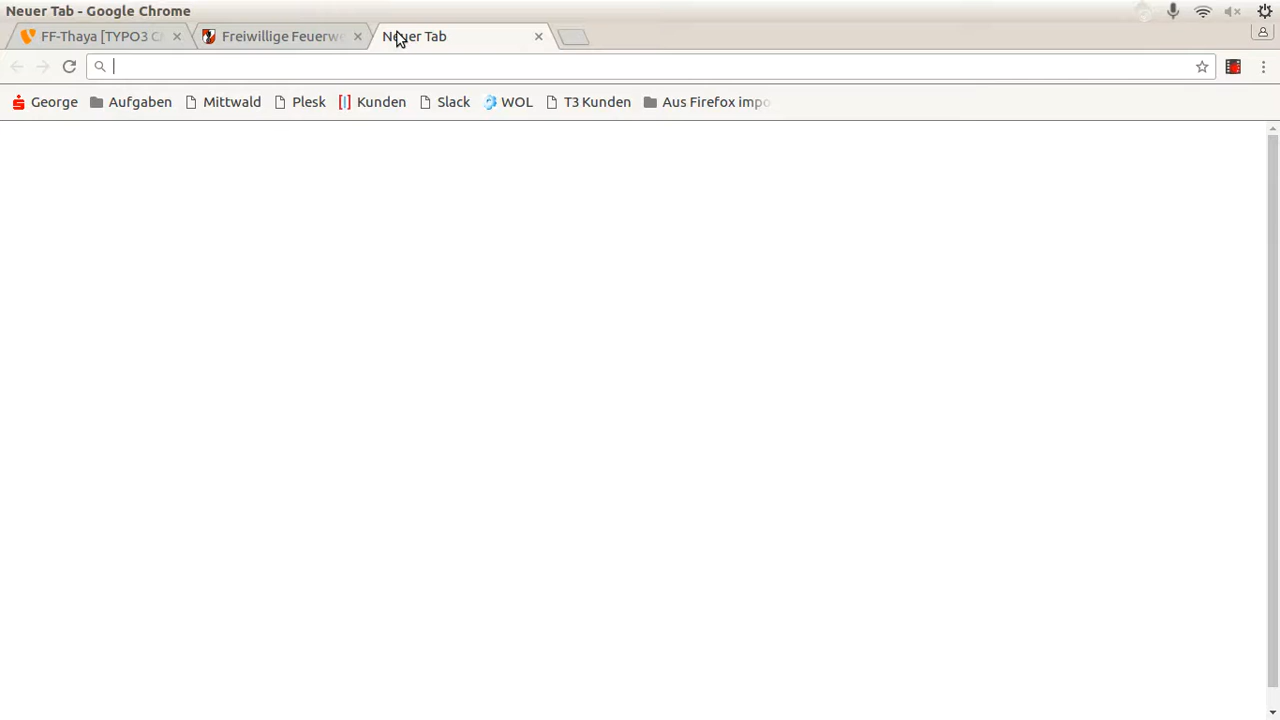 Neuer Tab - Google Chrome
FF-Thaya [TYPO3 C
Freiwillige Feuerw
Neuer Tab
George
Aufgaben
Mittwald
Plesk
Kunden
Slack
WOL
T3 Kunden
Aus Firefox impo